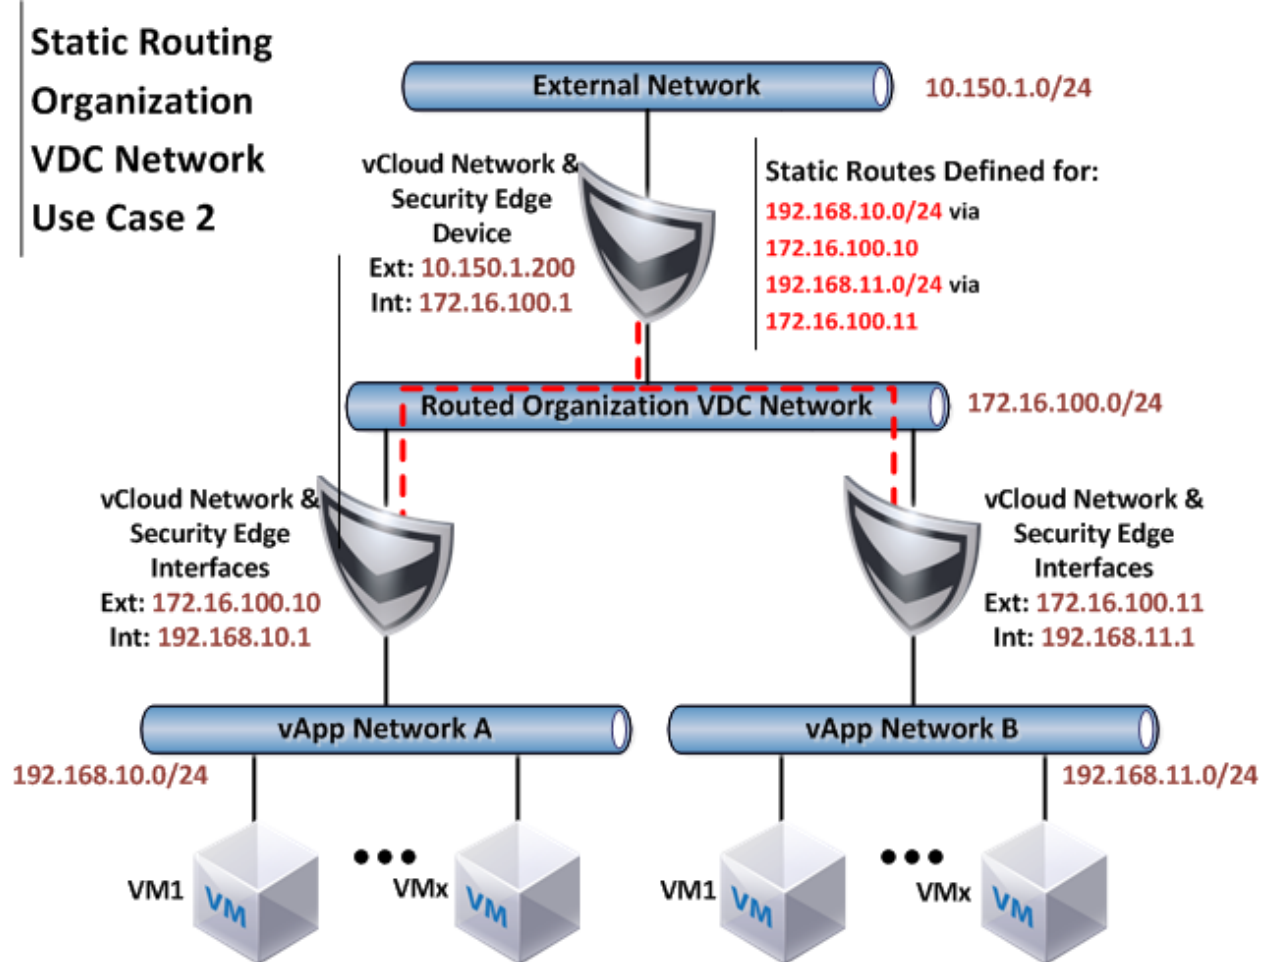 Static Routing
Organization
VDC Network
Use Case 2
External Network
10.150.1.0/24
vCloud Network &
Security Edge
Device
Ext: 10.150.1.200
Int: 172.16.100.1
Static Routes Defined for:
192.168.10.0/24 via
172.16.100.10
192.168.11.0/24 via
172.16.100.11
Routed Organization VDC Network
172.16.100.0/24
vCloud Network &
Security Edge
Interfaces
Ext: 172.16.100.10
Int: 192.168.10.1
vCloud Network &
Security Edge
Interfaces
Ext: 172.16.100.11
Int: 192.168.11.1
vApp Network A
192.168.10.0/24
vApp Network B
192.168.11.0/24
VM1
VM
VMx
VM
VM1
VM
VMx
VM